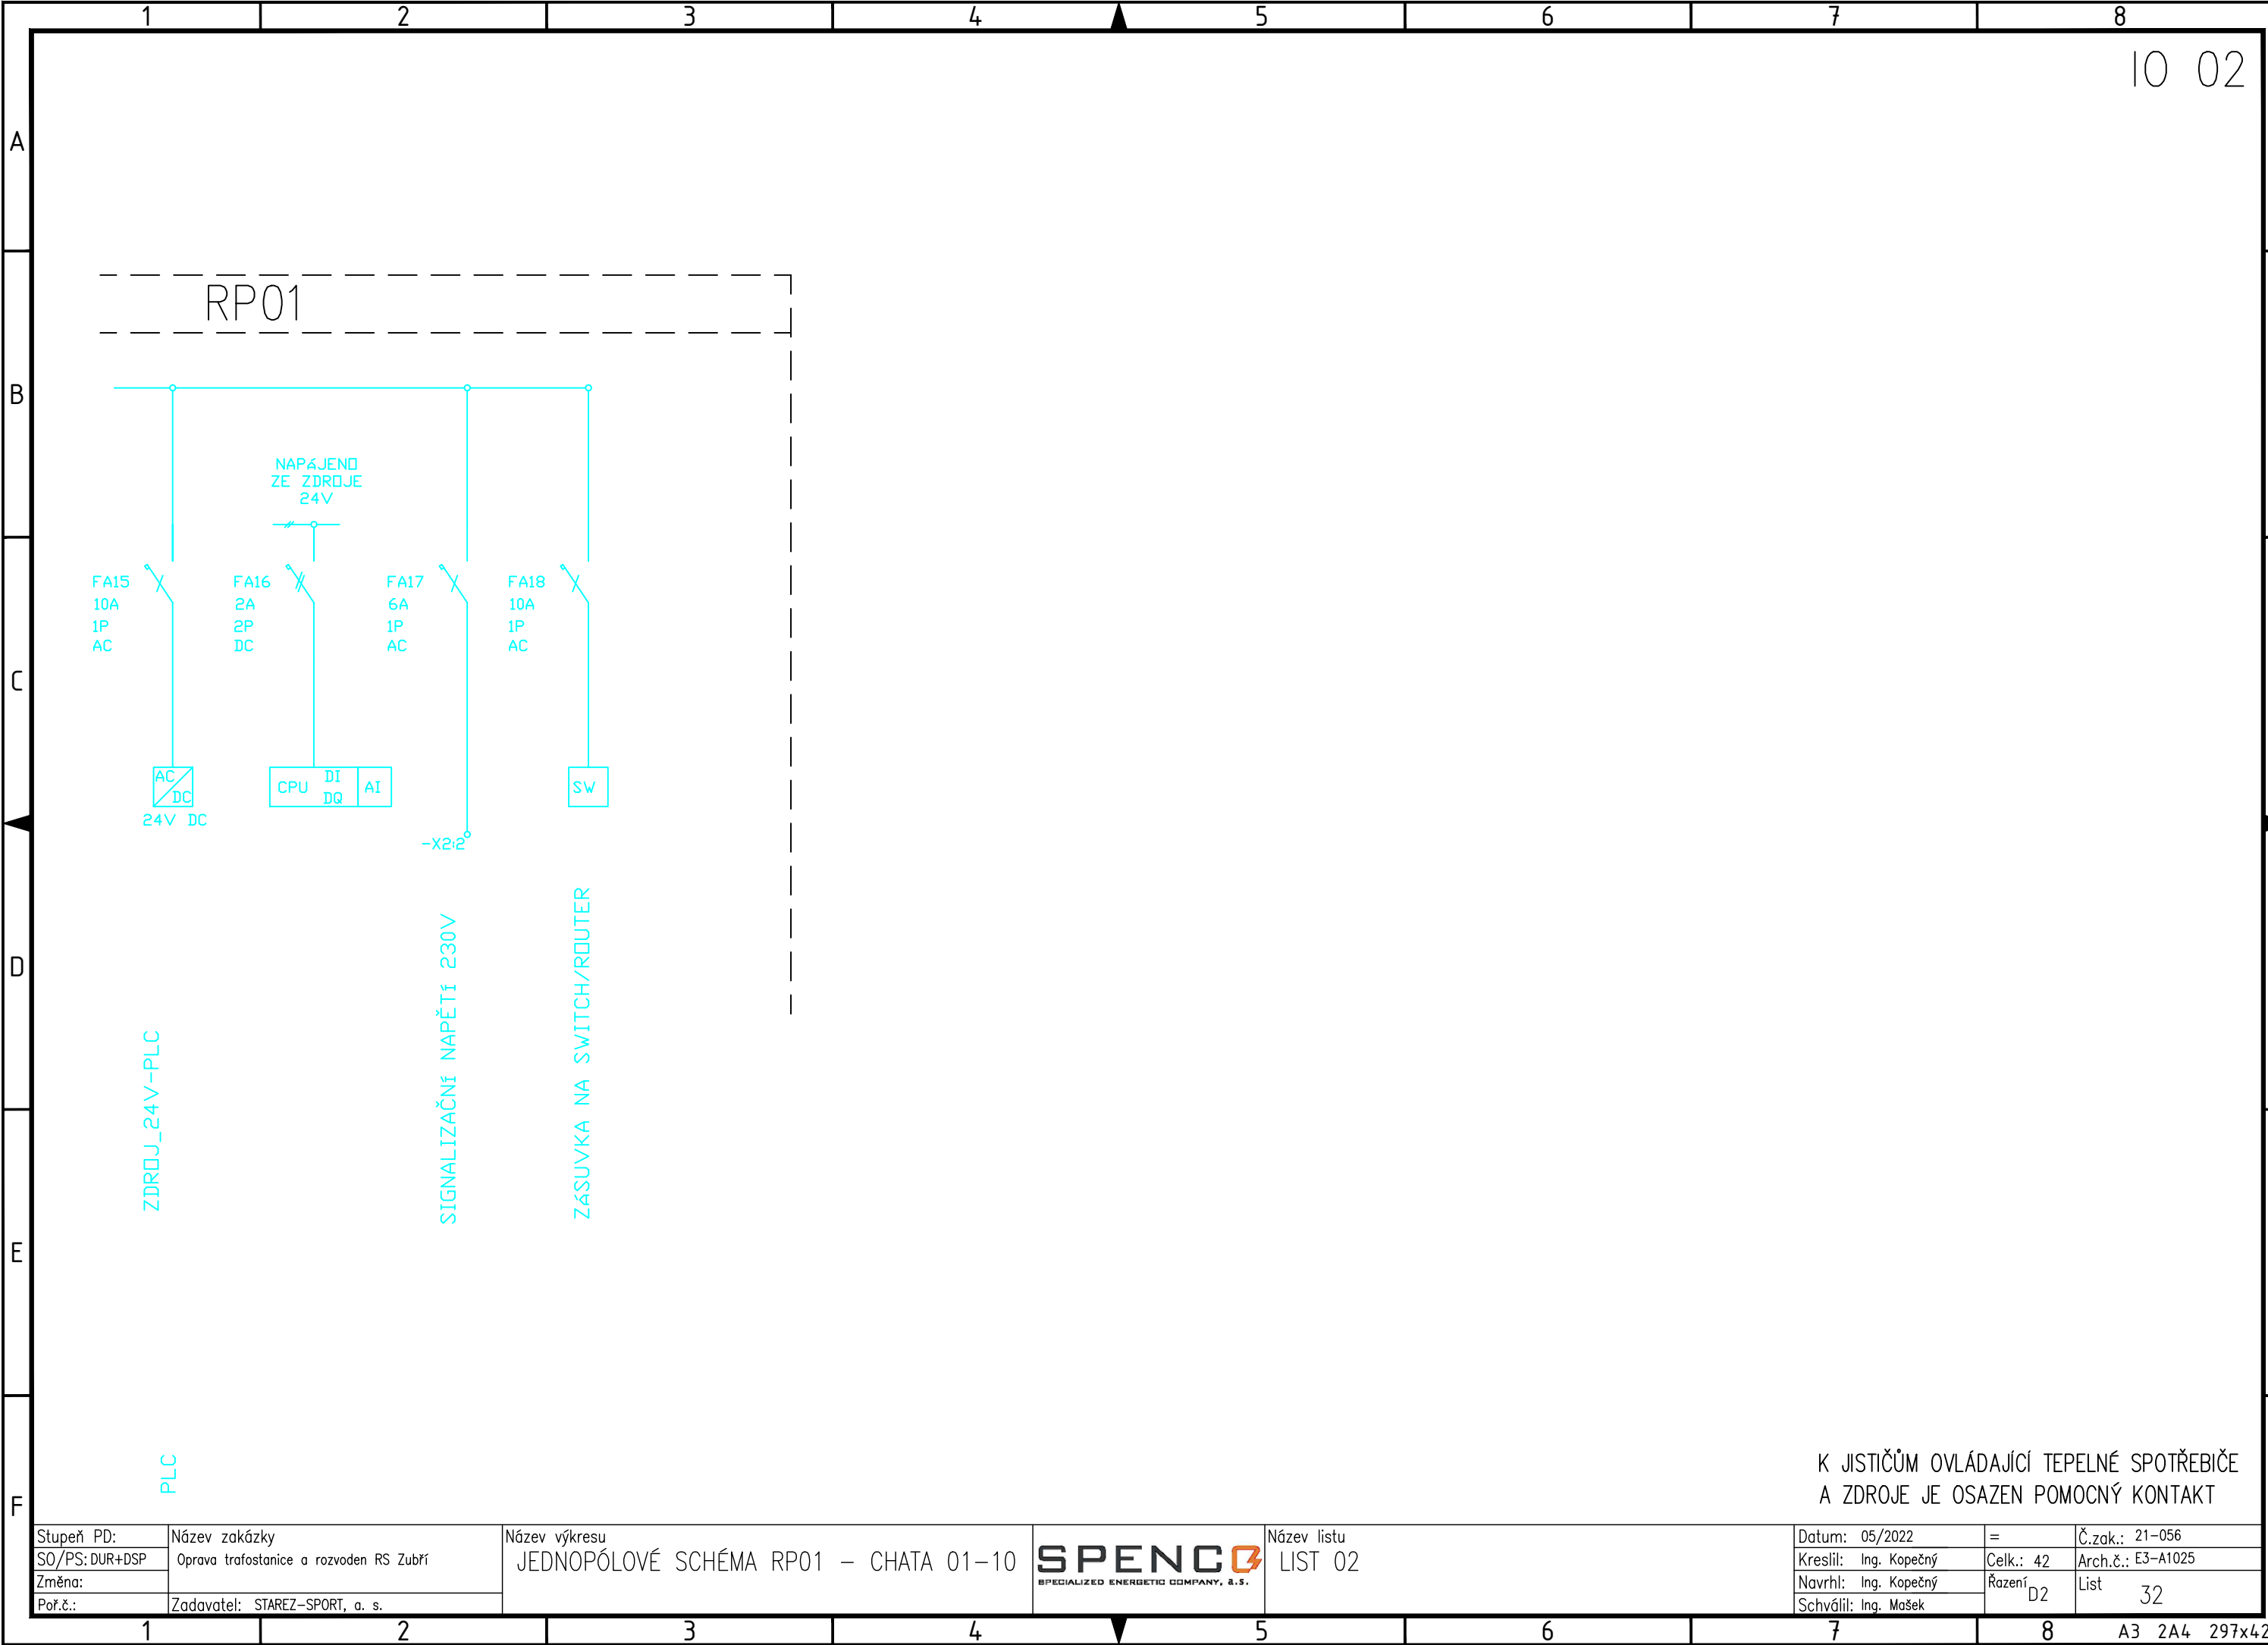 1 2 3 4 5 6 7 8
IO 02
A
RP01
B
NAPÁJENO
ZE ZDROJE
24V
FA15
10A
1P
AC
FA16
2A
2P
DC
FA17
6A
1P
AC
FA18
10A
1P
AC
C
AC
DC
24V DC
CPU
DI
DQ
AI
SW
-X2:2
D
ZDROJ_24V-PLC
SIGNALIZAČNÍ NAPĚTÍ 230V
ZÁSUVKA NA SWITCH/ROUTER
E
PLC
F
K JISTIČŮM OVLÁDAJÍCÍ TEPELNÉ SPOTŘEBIČE
A ZDROJE JE OSAZEN POMOCNÝ KONTAKT
Stupeň PD:
SO/PS: DUR+DSP
Změna:
Poř.č.:
Název zakázky
Oprava trafostanice a rozvoden RS Zubří
Zadavatel: STAREZ-SPORT, a. s.
Název výkresu
JEDNOPÓLOVÉ SCHÉMA RP01 – CHATA 01-10
SPENCO
SPECIALIZED ENERGETIC COMPANY, a.s.
Název listu
LIST 02
Datum: 05/2022
Kreslil: Ing. Kopečný
Navrhl: Ing. Kopečný
Schválil: Ing. Mašek
=
Celk.: 42
Řazení D2
Č.zak.: 21-056
Arch.č.: E3-A1025
List 32
1 2 3 4 5 6 7 8
A3 2A4 297x42